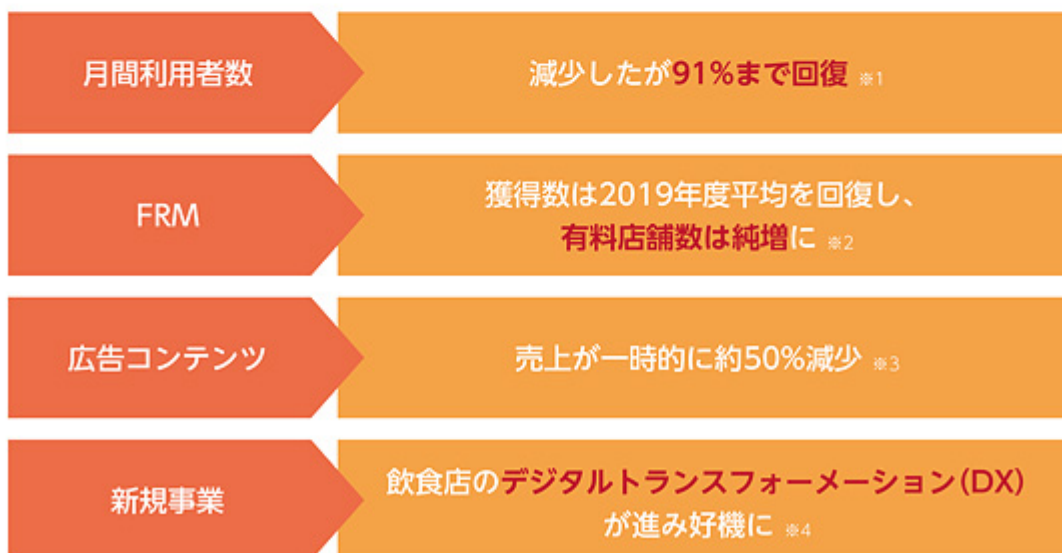 月間利用者数
減少したが91%まで回復 ※1
FRM
獲得数は2019年度平均を回復し、
有料店舗数は純増に ※2
広告コンテンツ
売上が一時的に約50%減少 ※3
新規事業
飲食店のデジタルトランスフォーメーション(DX)
が進み好機に ※4